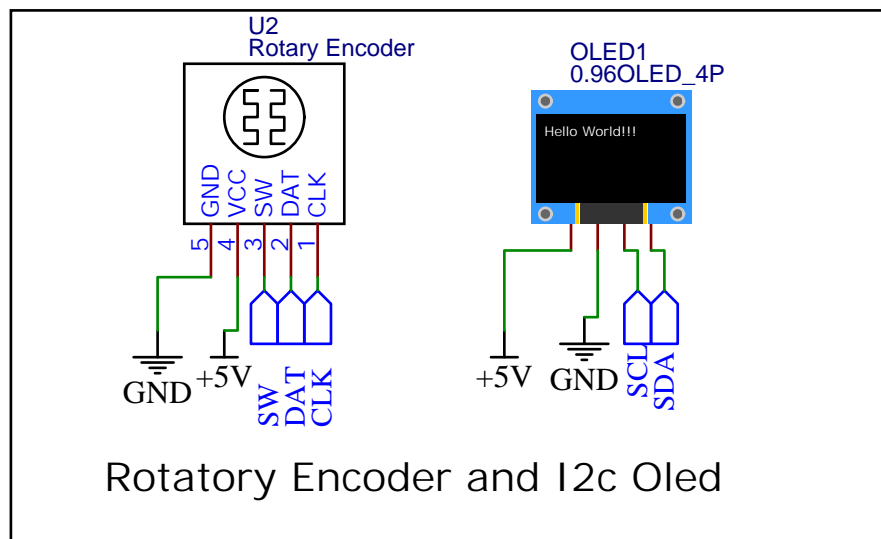 U2
Rotary Encoder
GND
VCC
SW
DAT
CLK
5
4
3
2
1
GND
+5V
SW
DAT
CLK
OLED1
0.96OLED_4P
Hello World!!!
+5V
GND
SCL
SDA
Rotatory Encoder and I2c Oled